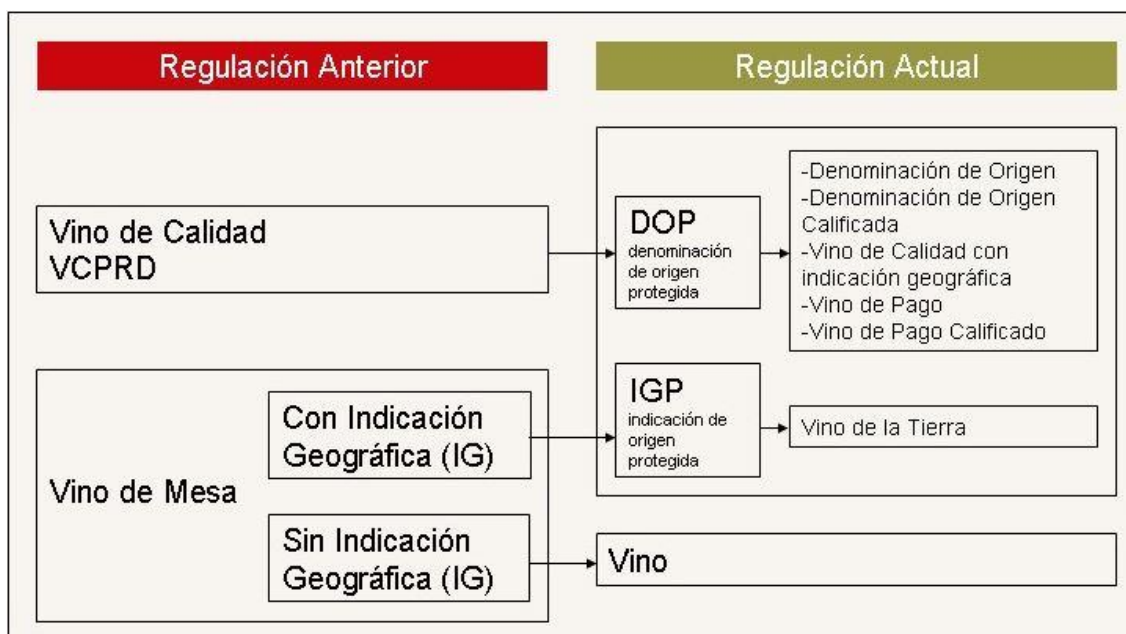 Regulación Anterior
Regulación Actual
Vino de Calidad
VCPRD
DOP
denominación
de origen
protegida
-Denominación de Origen
-Denominación de Origen
Calificada
-Vino de Calidad con
indicación geográfica
-Vino de Pago
-Vino de Pago Calificado
Vino de Mesa
Con Indicación
Geográfica (IG)
IGP
indicación de
origen
protegida
Vino de la Tierra
Sin Indicación
Geográfica (IG)
Vino